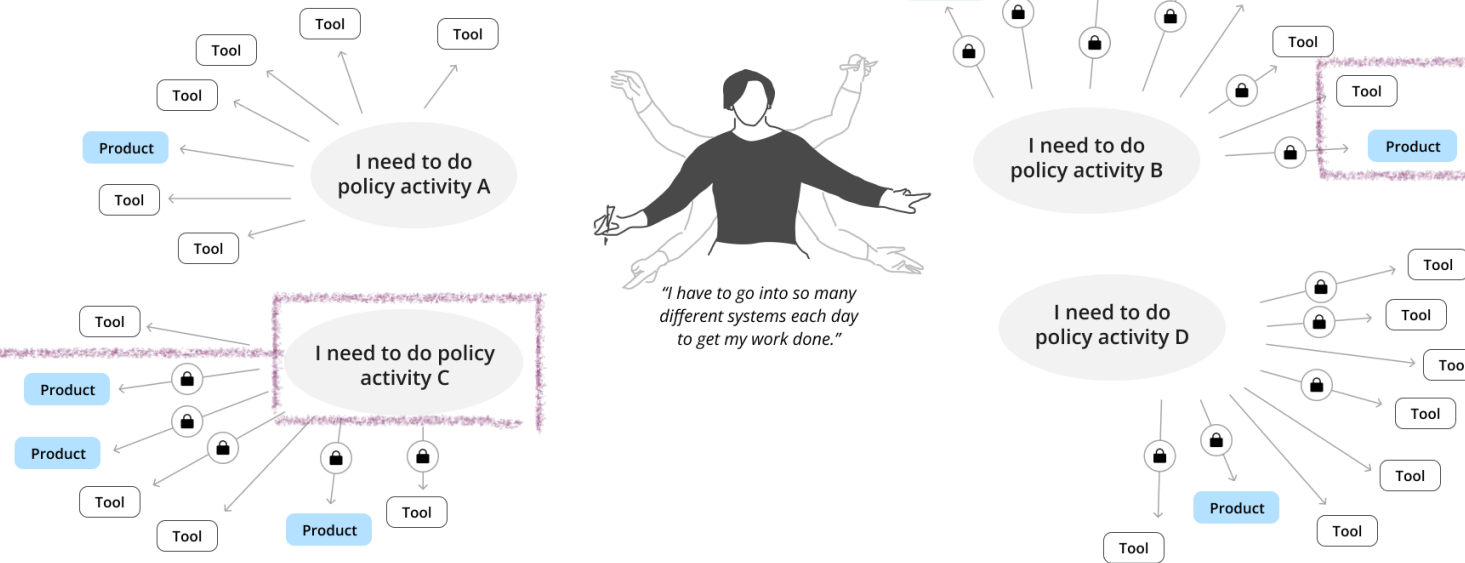 Tool
Tool
Tool
Tool
Product
Tool
Tool
I need to do
policy activity A
Tool
Tool
Product
I need to do
policy activity B
“I have to go into so many
different systems each day
to get my work done.”
Tool
Product
Product
Tool
Tool
Product
Tool
I need to do policy
activity C
I need to do
policy activity D
Tool
Tool
Tool
Tool
Tool
Product
Tool